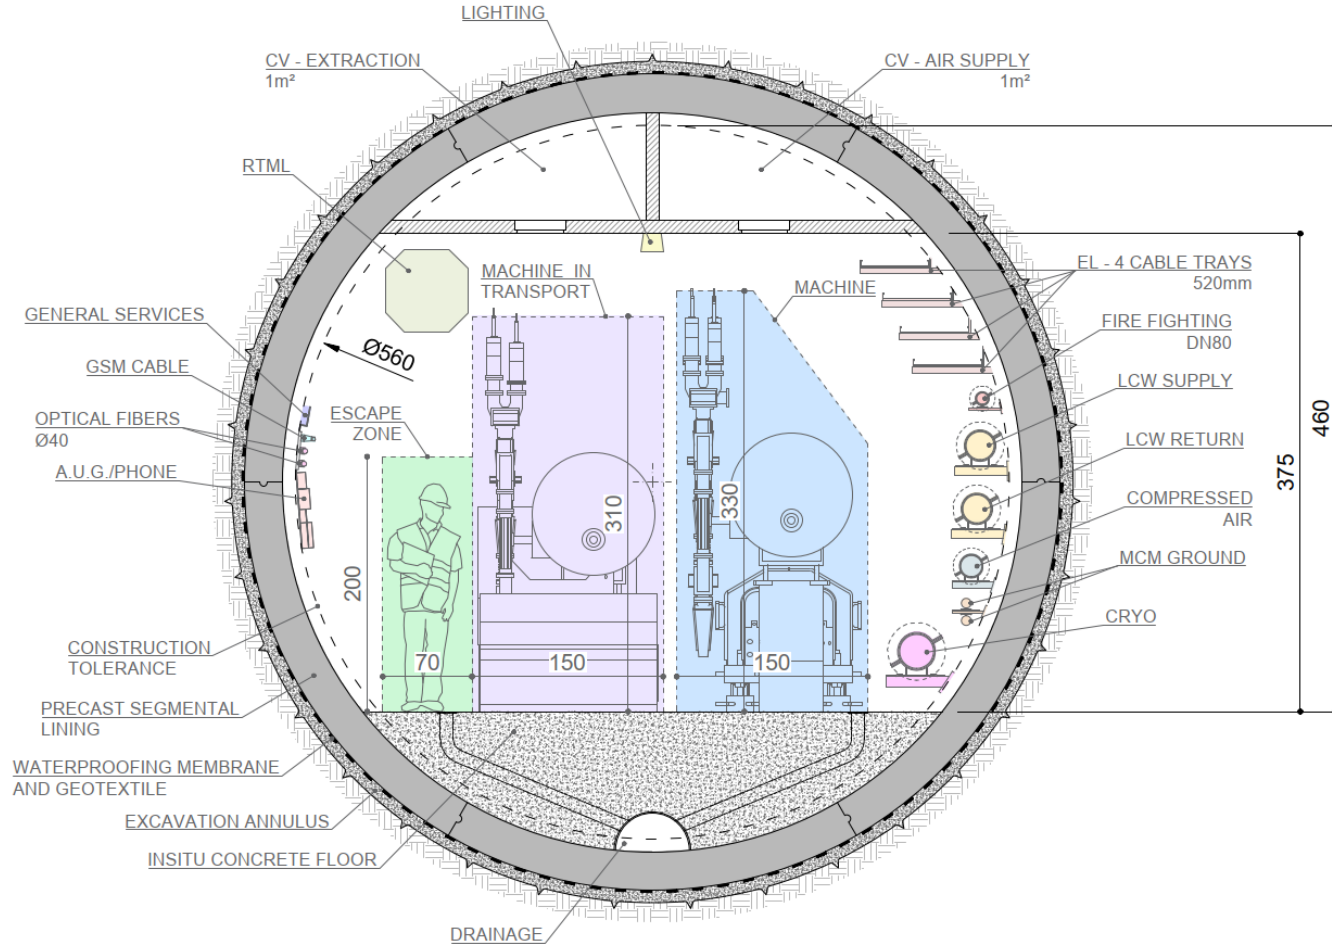 LIGHTING
CV - EXTRACTION
1m²
CV - AIR SUPPLY
1m²
RTML
MACHINE IN
TRANSPORT
MACHINE
EL - 4 CABLE TRAYS
520mm
GENERAL SERVICES
FIRE FIGHTING
DN80
Ø560
GSM CABLE
LCW SUPPLY
OPTICAL FIBERS
Ø40
ESCAPE
ZONE
460
LCW RETURN
A.U.G./PHONE
375
COMPRESSED
AIR
310
330
MCM GROUND
200
CRYO
CONSTRUCTION
TOLERANCE
70
150
150
PRECAST SEGMENTAL
LINING
WATERPROOFING MEMBRANE
AND GEOTEXTILE
EXCAVATION ANNULUS
INSITU CONCRETE FLOOR
DRAINAGE